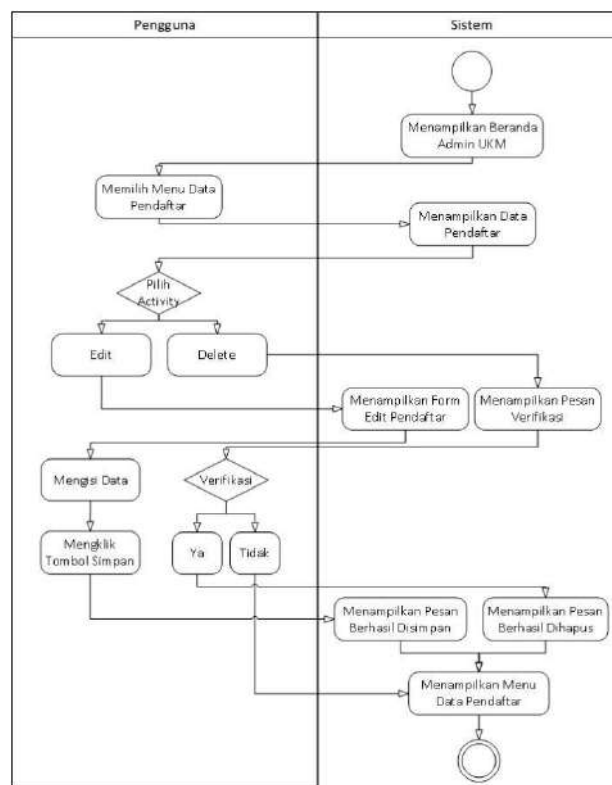 Pengguna
Sistem
Menampilkan Beranda
Admin UKM
Memilih Menu Data
Pendaftar
Menampilkan Data
Pendaftar
Pilih
Activity
Edit
Delete
Menampilkan Form
Edit Pendaftar
Menampilkan Pesan
Verifikasi
Mengisi Data
Verifikasi
Mengklik
Tombol Simpan
Ya
Tidak
Menampilkan Pesan
Berhasil Disimpan
Menampilkan Pesan
Berhasil Dihapus
Menampilkan Menu
Data Pendaftar